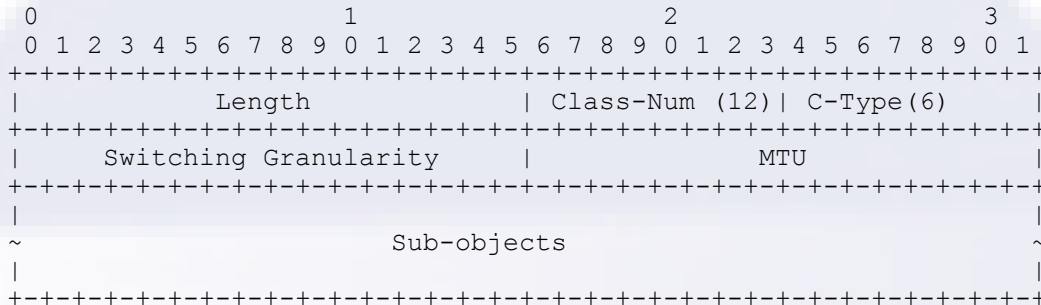 0                   1                   2                   3
 0 1 2 3 4 5 6 7 8 9 0 1 2 3 4 5 6 7 8 9 0 1 2 3 4 5 6 7 8 9 0 1
+-+-+-+-+-+-+-+-+-+-+-+-+-+-+-+-+-+-+-+-+-+-+-+-+-+-+-+-+-+-+-+-+
|            Length             | Class-Num (12)| C-Type(6)     |
+-+-+-+-+-+-+-+-+-+-+-+-+-+-+-+-+-+-+-+-+-+-+-+-+-+-+-+-+-+-+-+-+
|     Switching Granularity     |              MTU              |
+-+-+-+-+-+-+-+-+-+-+-+-+-+-+-+-+-+-+-+-+-+-+-+-+-+-+-+-+-+-+-+-+
|                                                               |
~                       Sub-objects                             ~
|                                                               |
+-+-+-+-+-+-+-+-+-+-+-+-+-+-+-+-+-+-+-+-+-+-+-+-+-+-+-+-+-+-+-+-+